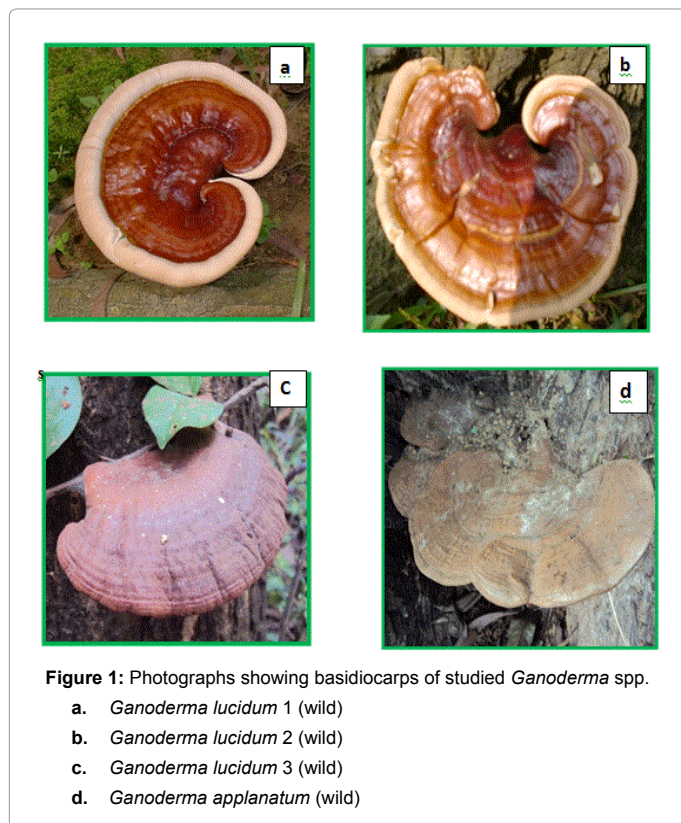 a
b
s
C
d
Figure 1: Photographs showing basidiocarps of studied Ganoderma spp.
a. Ganoderma lucidum 1 (wild)
b. Ganoderma lucidum 2 (wild)
c. Ganoderma lucidum 3 (wild)
d. Ganoderma applanatum (wild)